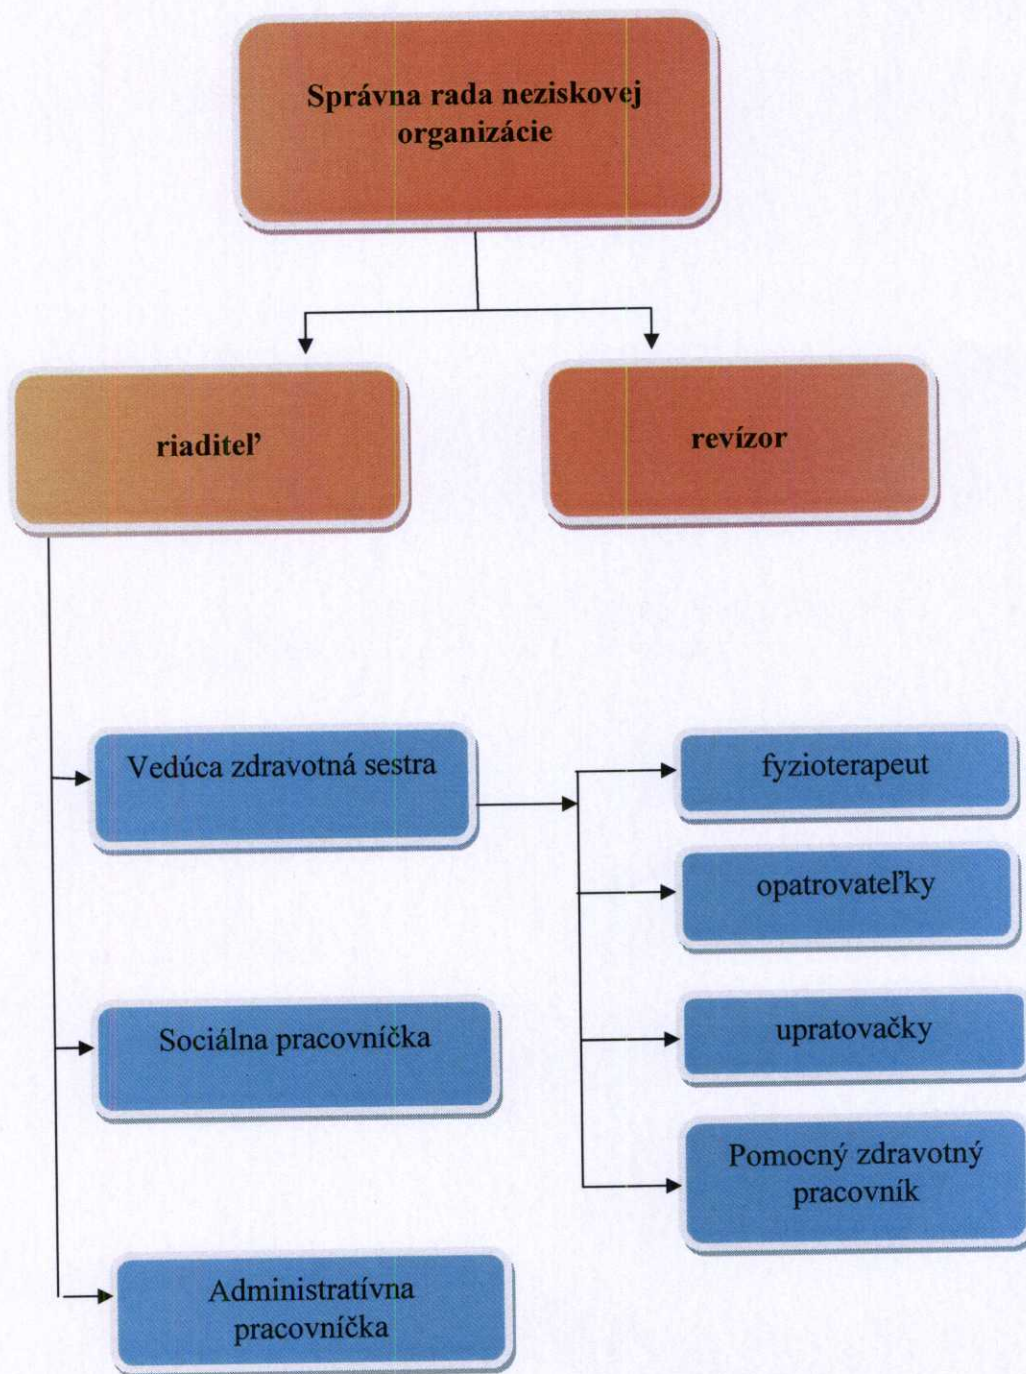 Správna rada neziskovej
organizácie
riaditeľ
revízor
Vedúca zdravotná sestra
fyzioterapeut
opatrovateľky
Sociálna pracovníčka
upratovačky
Pomocný zdravotný
pracovník
Administratívna
pracovníčka